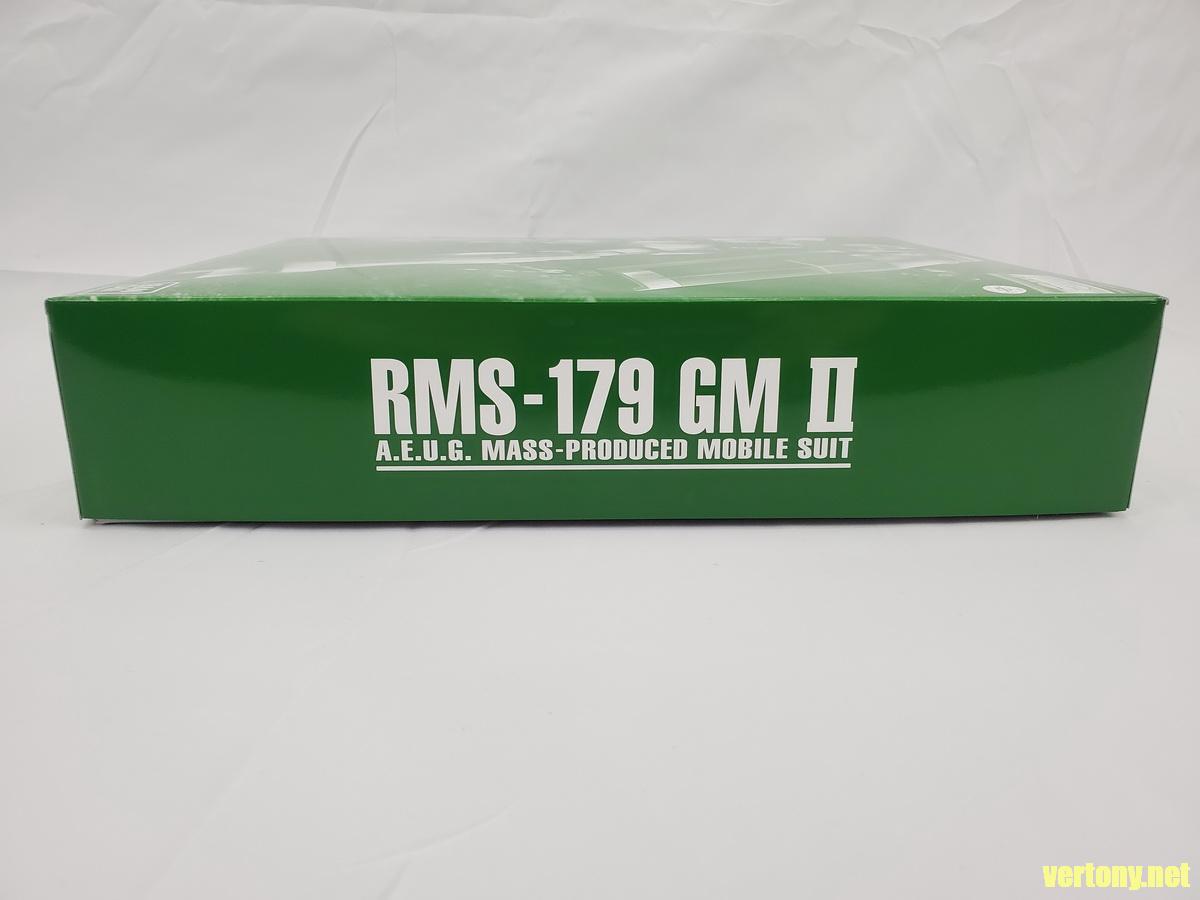 RMS-179 GM II
A.E.U.G. MASS-PRODUCED MOBILE SUIT
vertony.net